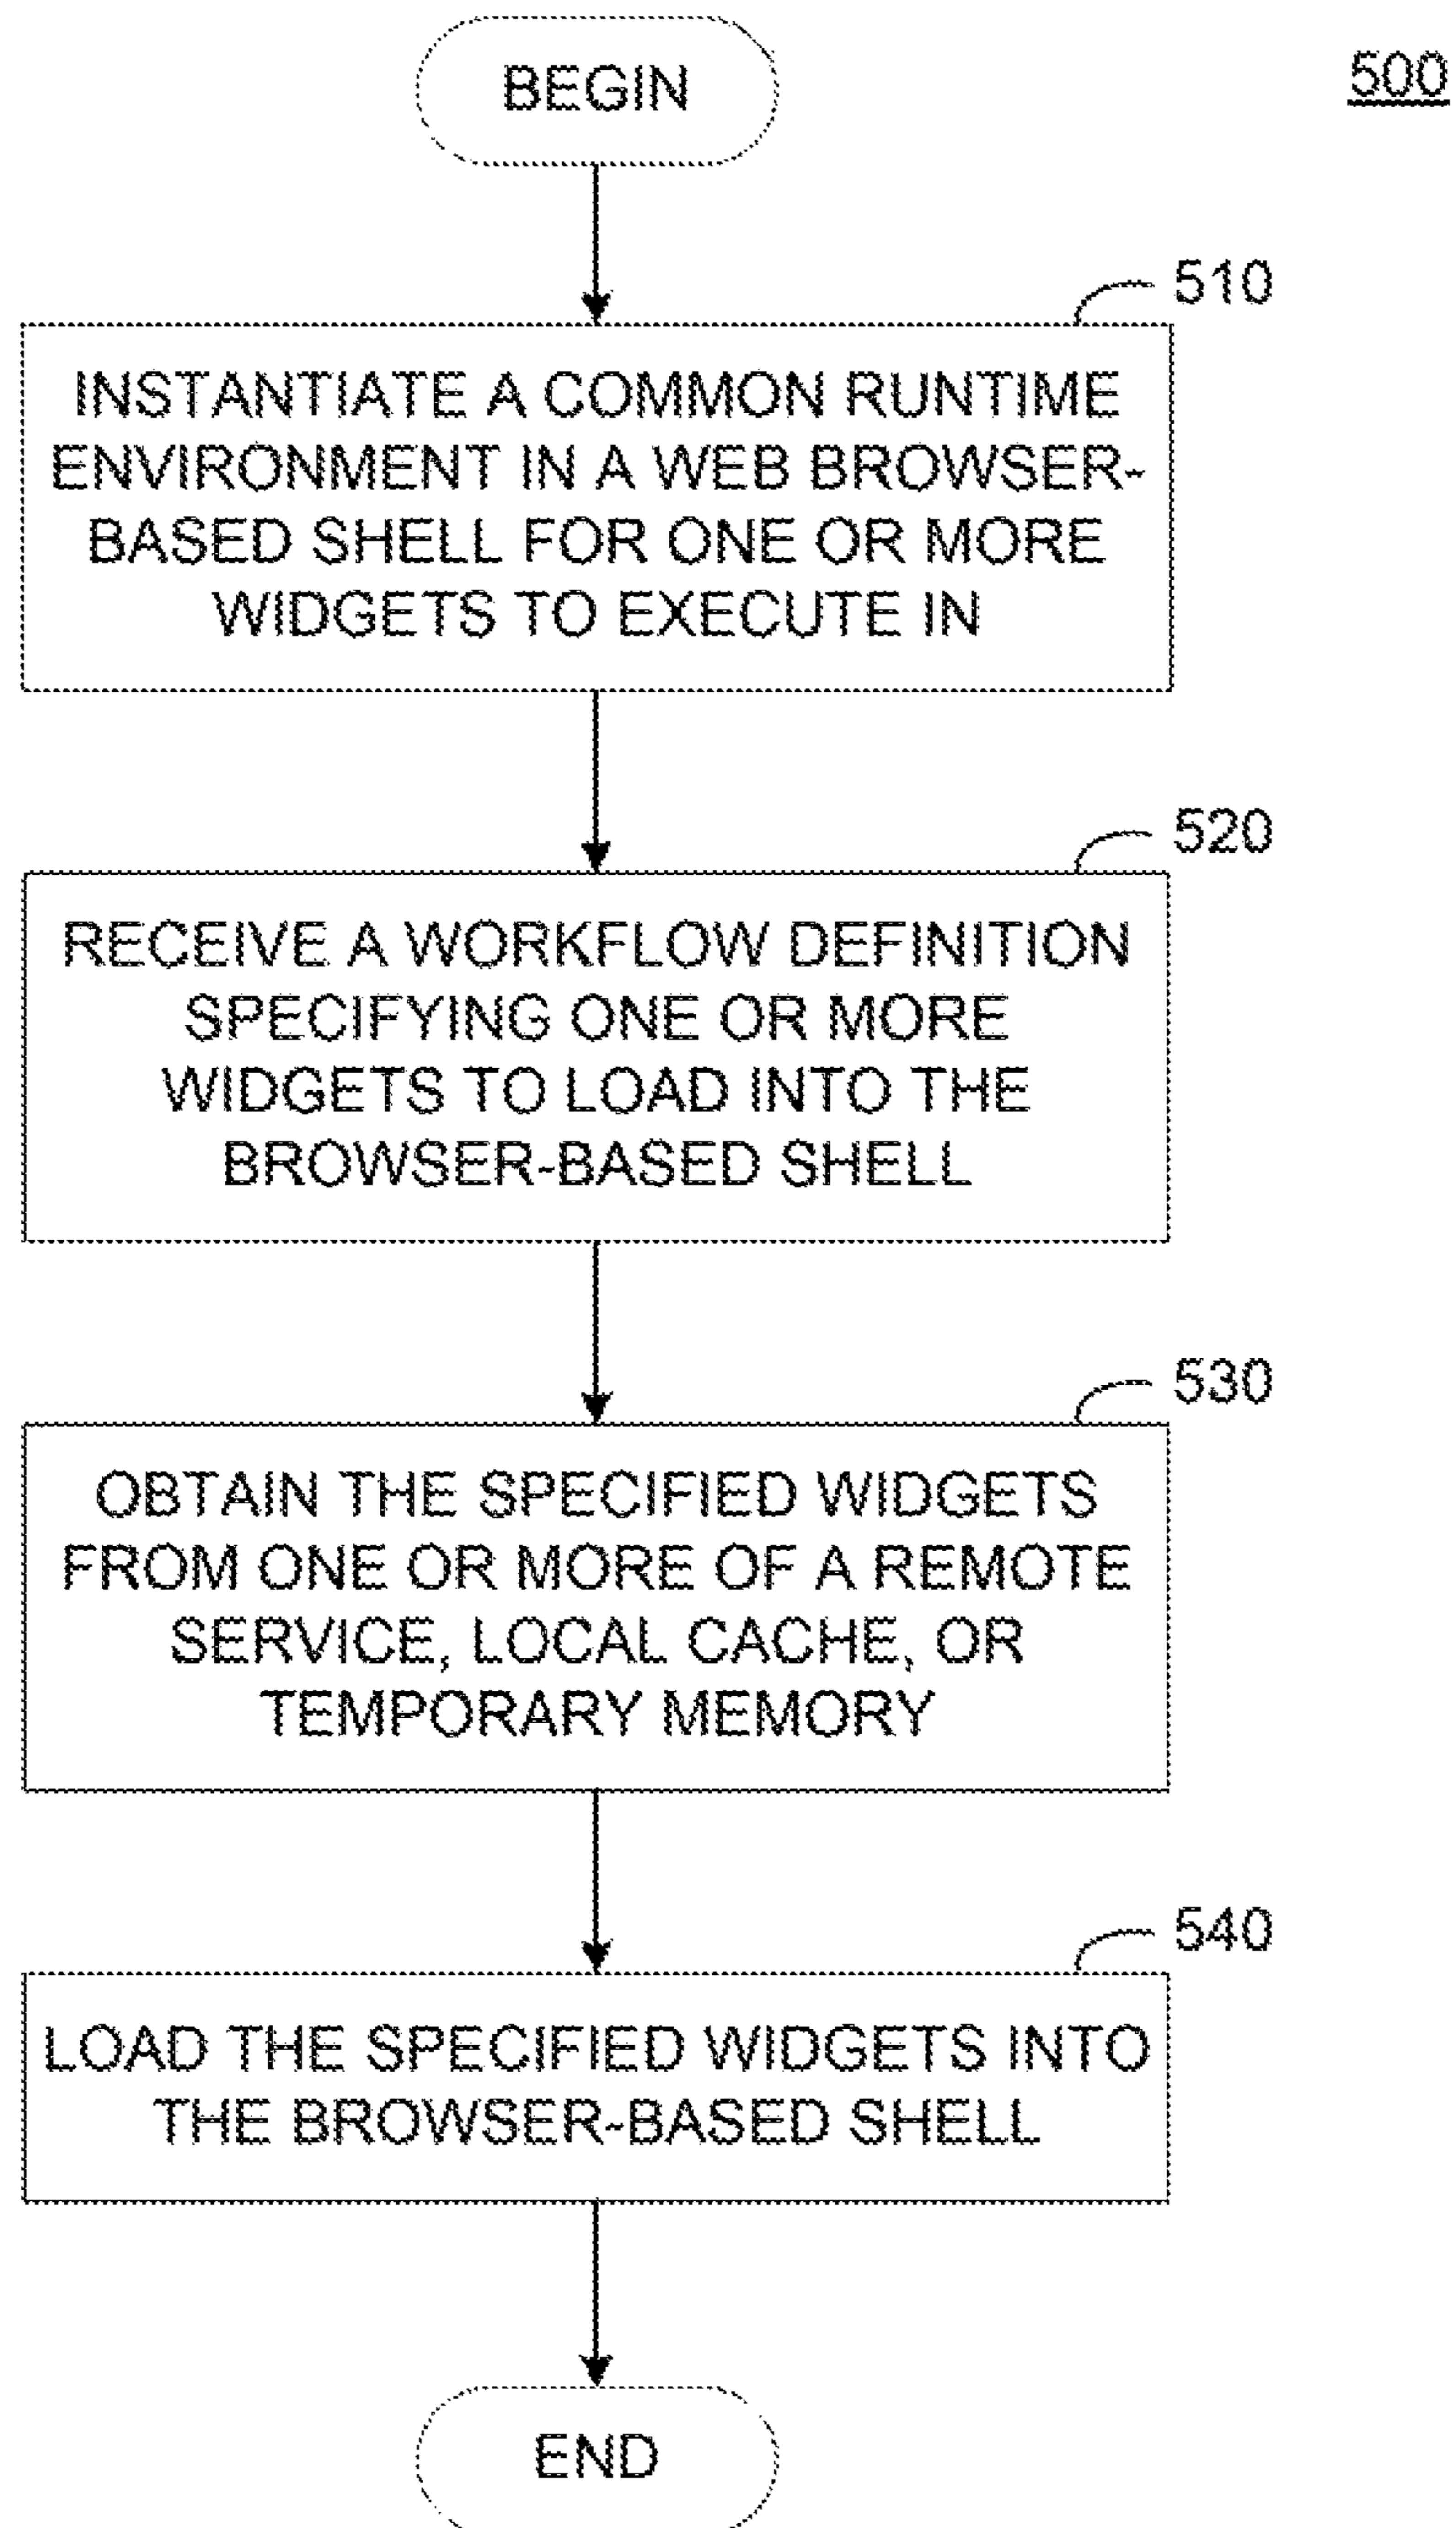 BEGIN
500
510
INSTANTIATE A COMMON RUNTIME
ENVIRONMENT IN A WEB BROWSER-
BASED SHELL FOR ONE OR MORE
WIDGETS TO EXECUTE IN
520
RECEIVE A WORKFLOW DEFINITION
SPECIFYING ONE OR MORE
WIDGETS TO LOAD INTO THE
BROWSER-BASED SHELL
530
OBTAIN THE SPECIFIED WIDGETS
FROM ONE OR MORE OF A REMOTE
SERVICE, LOCAL CACHE, OR
TEMPORARY MEMORY
540
LOAD THE SPECIFIED WIDGETS INTO
THE BROWSER-BASED SHELL
END